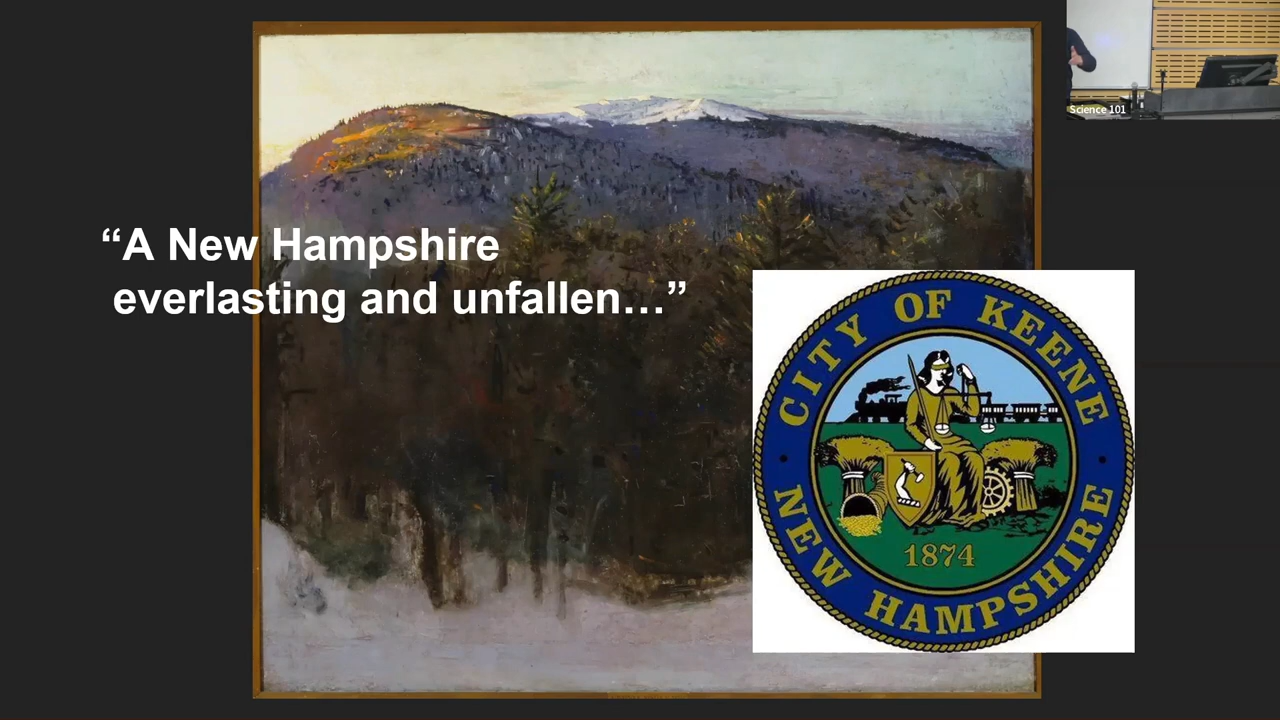 Science 101
“A New Hampshire
everlasting and unfallen…”
CITY OF KEENE
NEW HAMPSHIRE
1874